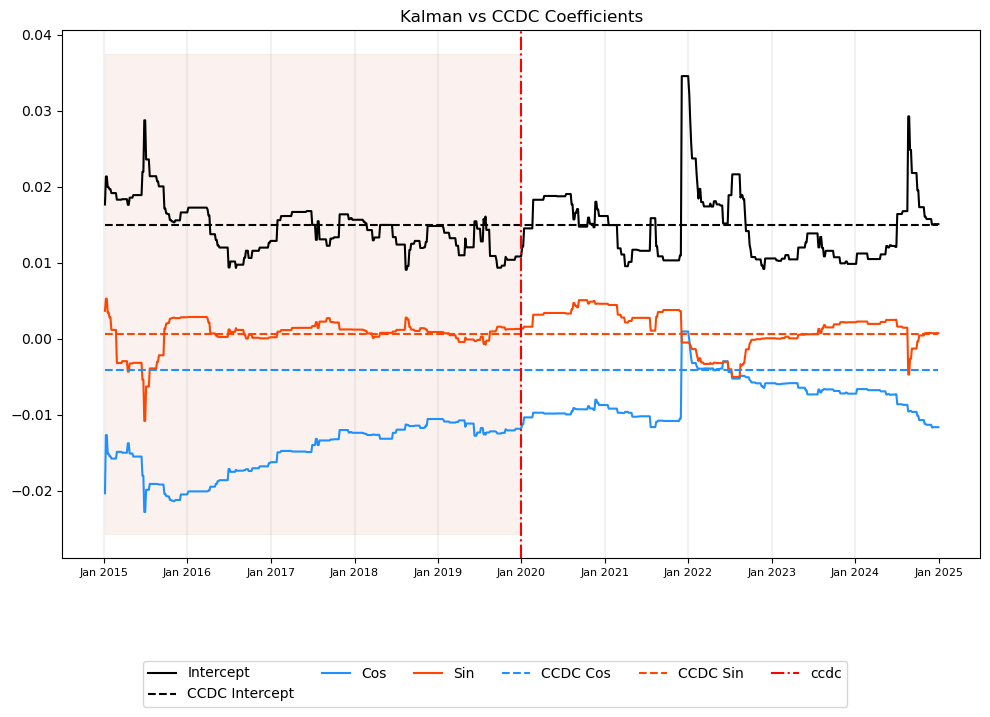 Kalman vs CCDC Coefficients
0.04
0.03
0.02
0.01
0.00
−0.01
−0.02
Jan 2015 Jan 2016 Jan 2017 Jan 2018 Jan 2019 Jan 2020 Jan 2021 Jan 2022 Jan 2023 Jan 2024 Jan 2025
Intercept Cos Sin CCDC Cos CCDC Sin ccdc
CCDC Intercept